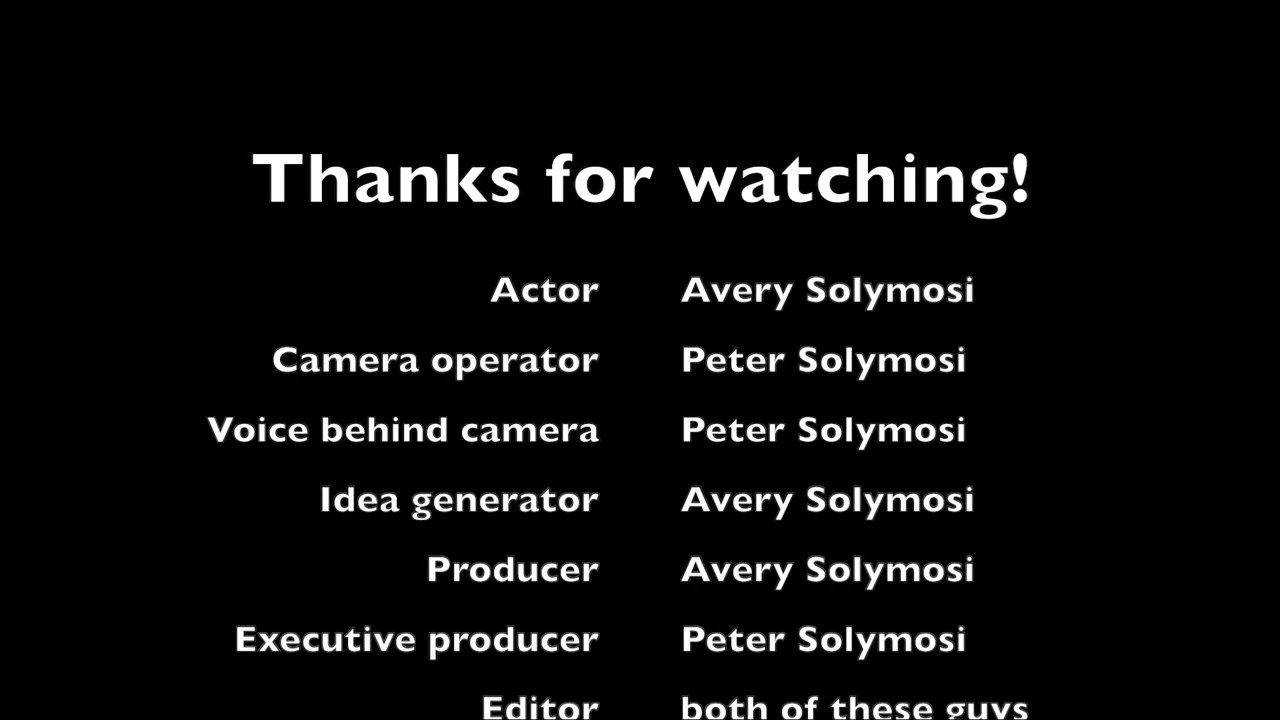 Thanks for watching!
Actor Avery Solymosi
Camera operator Peter Solymosi
Voice behind camera Peter Solymosi
Idea generator Avery Solymosi
Producer Avery Solymosi
Executive producer Peter Solymosi
Editor both of these guys